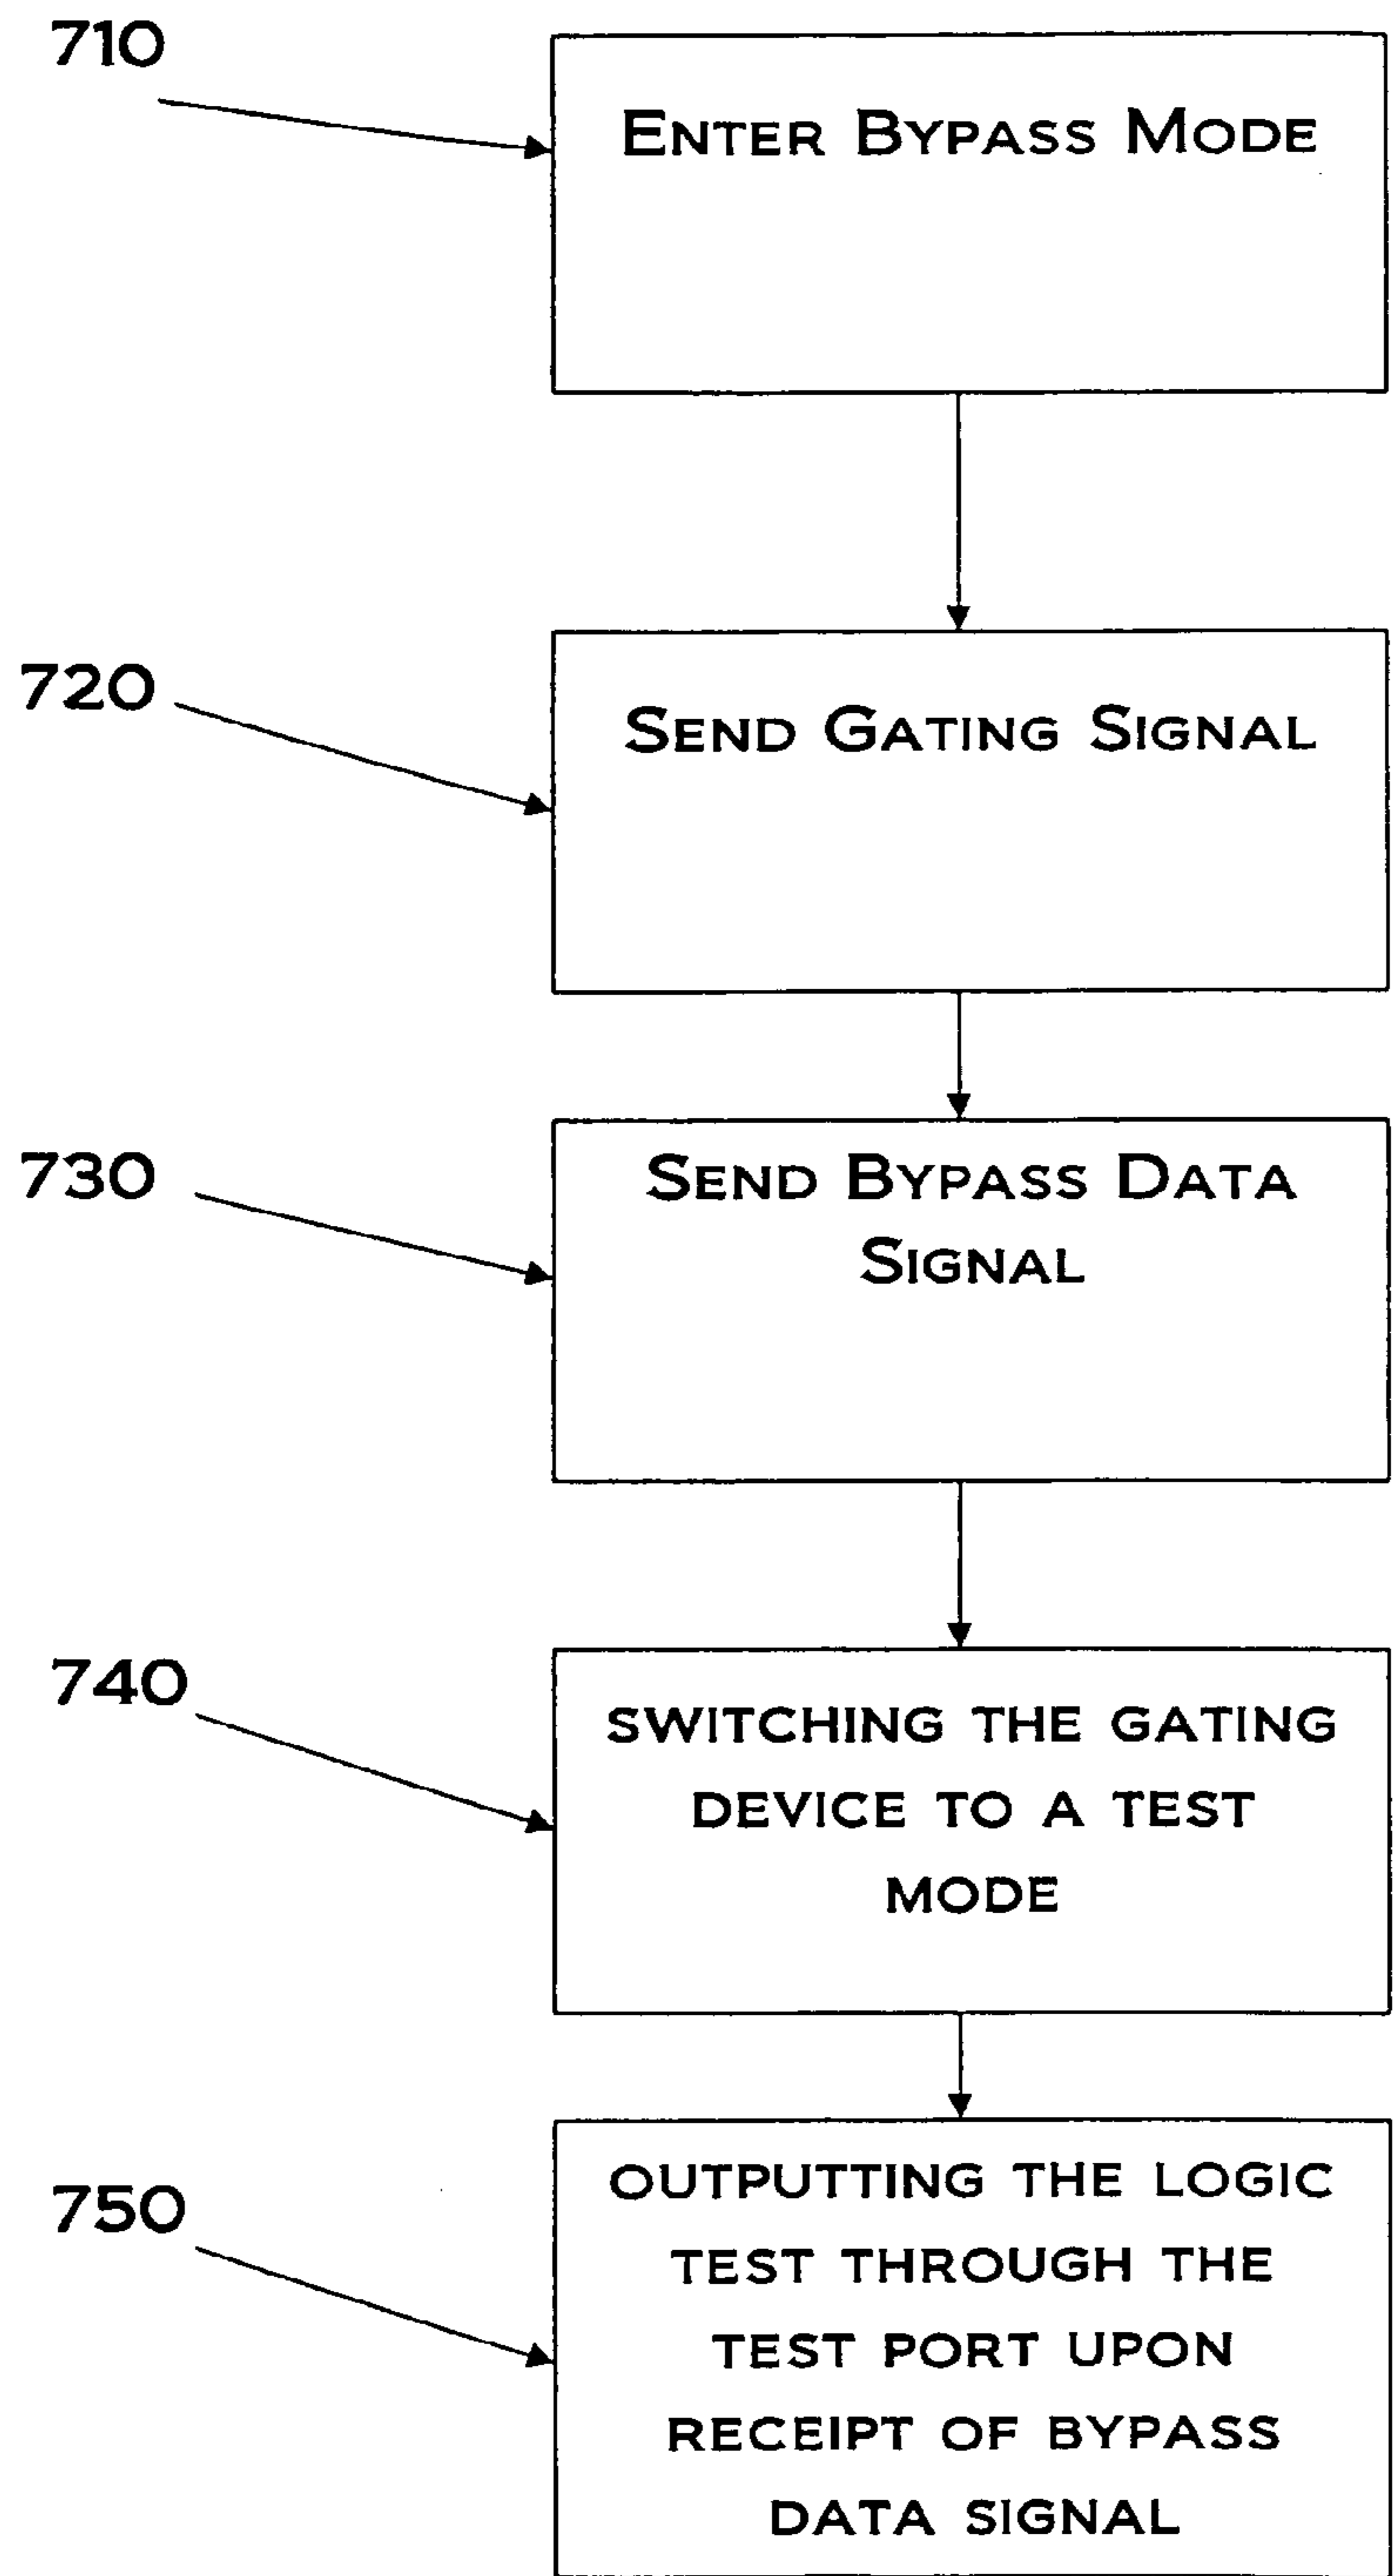 710
ENTER BYPASS MODE
720
SEND GATING SIGNAL
730
SEND BYPASS DATA
SIGNAL
740
SWITCHING THE GATING
DEVICE TO A TEST
MODE
750
OUTPUTTING THE LOGIC
TEST THROUGH THE
TEST PORT UPON
RECEIPT OF BYPASS
DATA SIGNAL